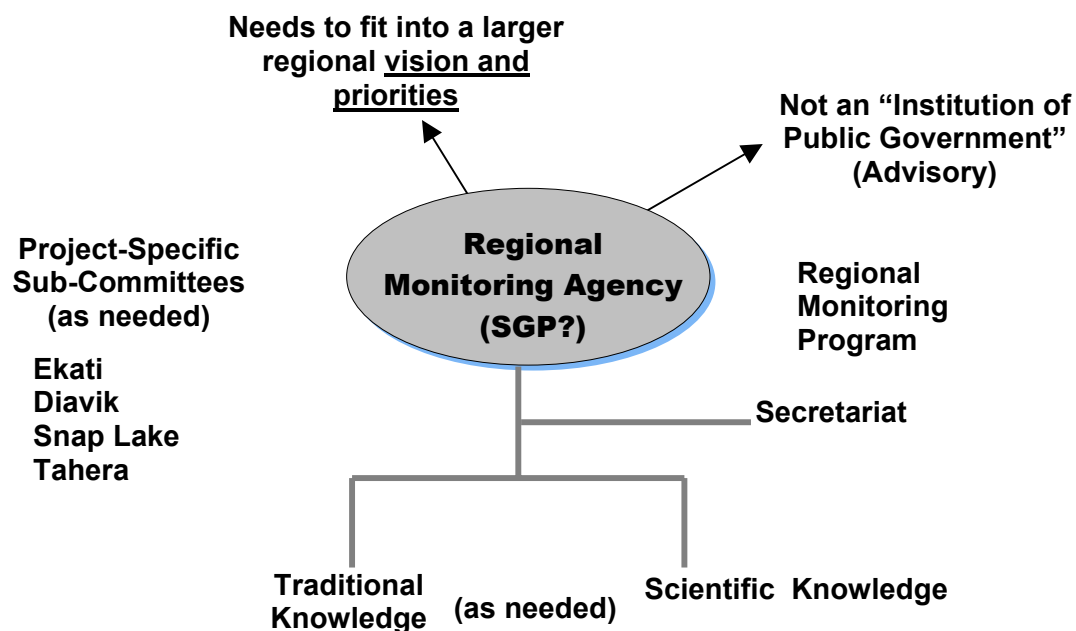 Needs to fit into a larger
regional vision and
priorities
Not an “Institution of
Public Government”
(Advisory)
Regional
Monitoring Agency
(SGP?)
Project-Specific
Sub-Committees
(as needed)
Ekati
Diavik
Snap Lake
Tahera
Regional
Monitoring
Program
Secretariat
Traditional
Knowledge
(as needed)
Scientific Knowledge